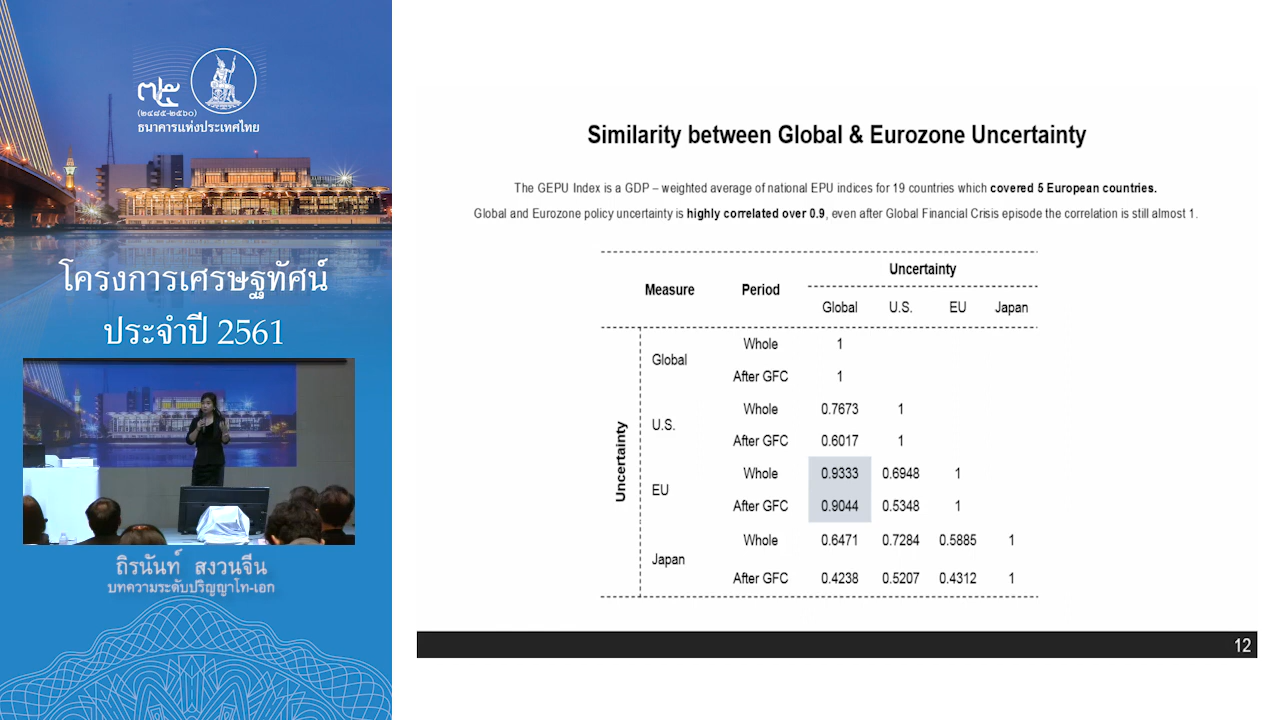 ๗๕
(๒๔๘๕-๒๕๖๐)
ธนาคารแห่งประเทศไทย
โครงการเศรษฐทัศน์
ประจำปี 2561
ถิรนันท์ สงวนจีน
บทความระดับปริญญาโท-เอก
Similarity between Global & Eurozone Uncertainty
The GEPU Index is a GDP – weighted average of national EPU indices for 19 countries which covered 5 European countries.
Global and Eurozone policy uncertainty is highly correlated over 0.9, even after Global Financial Crisis episode the correlation is still almost 1.
Uncertainty
Measure Period
Global U.S. EU Japan
Uncertainty
Global
Whole 1
After GFC 1
U.S.
Whole 0.7673 1
After GFC 0.6017 1
EU
Whole 0.9333 0.6948 1
After GFC 0.9044 0.5348 1
Japan
Whole 0.6471 0.7284 0.5885 1
After GFC 0.4238 0.5207 0.4312 1
12